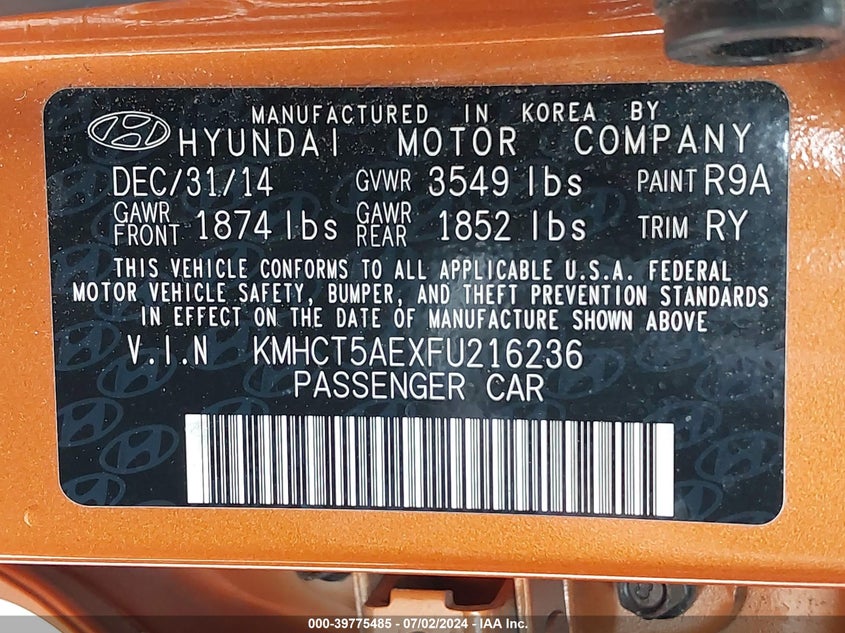 MANUFACTURED IN KOREA BY
HYUNDAI MOTOR COMPANY
DEC/31/14 GVWR 3549 lbs PAINT R9A
GAWR FRONT 1874 lbs GAWR REAR 1852 lbs TRIM RY
THIS VEHICLE CONFORMS TO ALL APPLICABLE U.S.A. FEDERAL
MOTOR VEHICLE SAFETY, BUMPER, AND THEFT PREVENTION STANDARDS
IN EFFECT ON THE DATE OF MANUFACTURE SHOWN ABOVE
V.I.N KMHCT5AEXFU216236
PASSENGER CAR
000-39775485 - 07/02/2024 - IAA Inc.